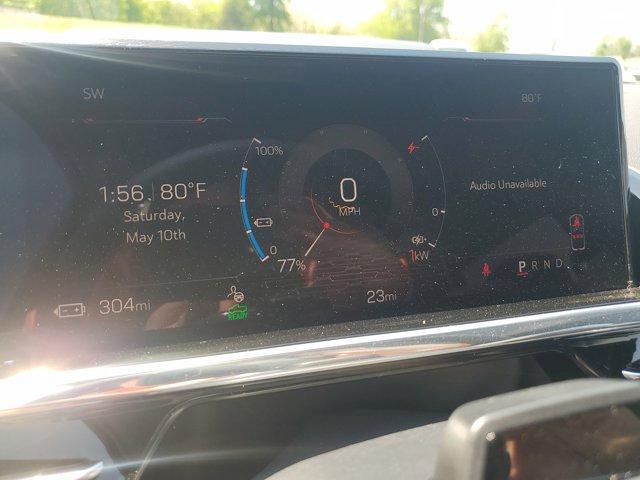 SW
80°F
100%
1:56 80°F
Saturday,
May 10th
0
MPH
Audio Unavailable
0
0
77%
1kW
P R N D
304mi
READY
23mi